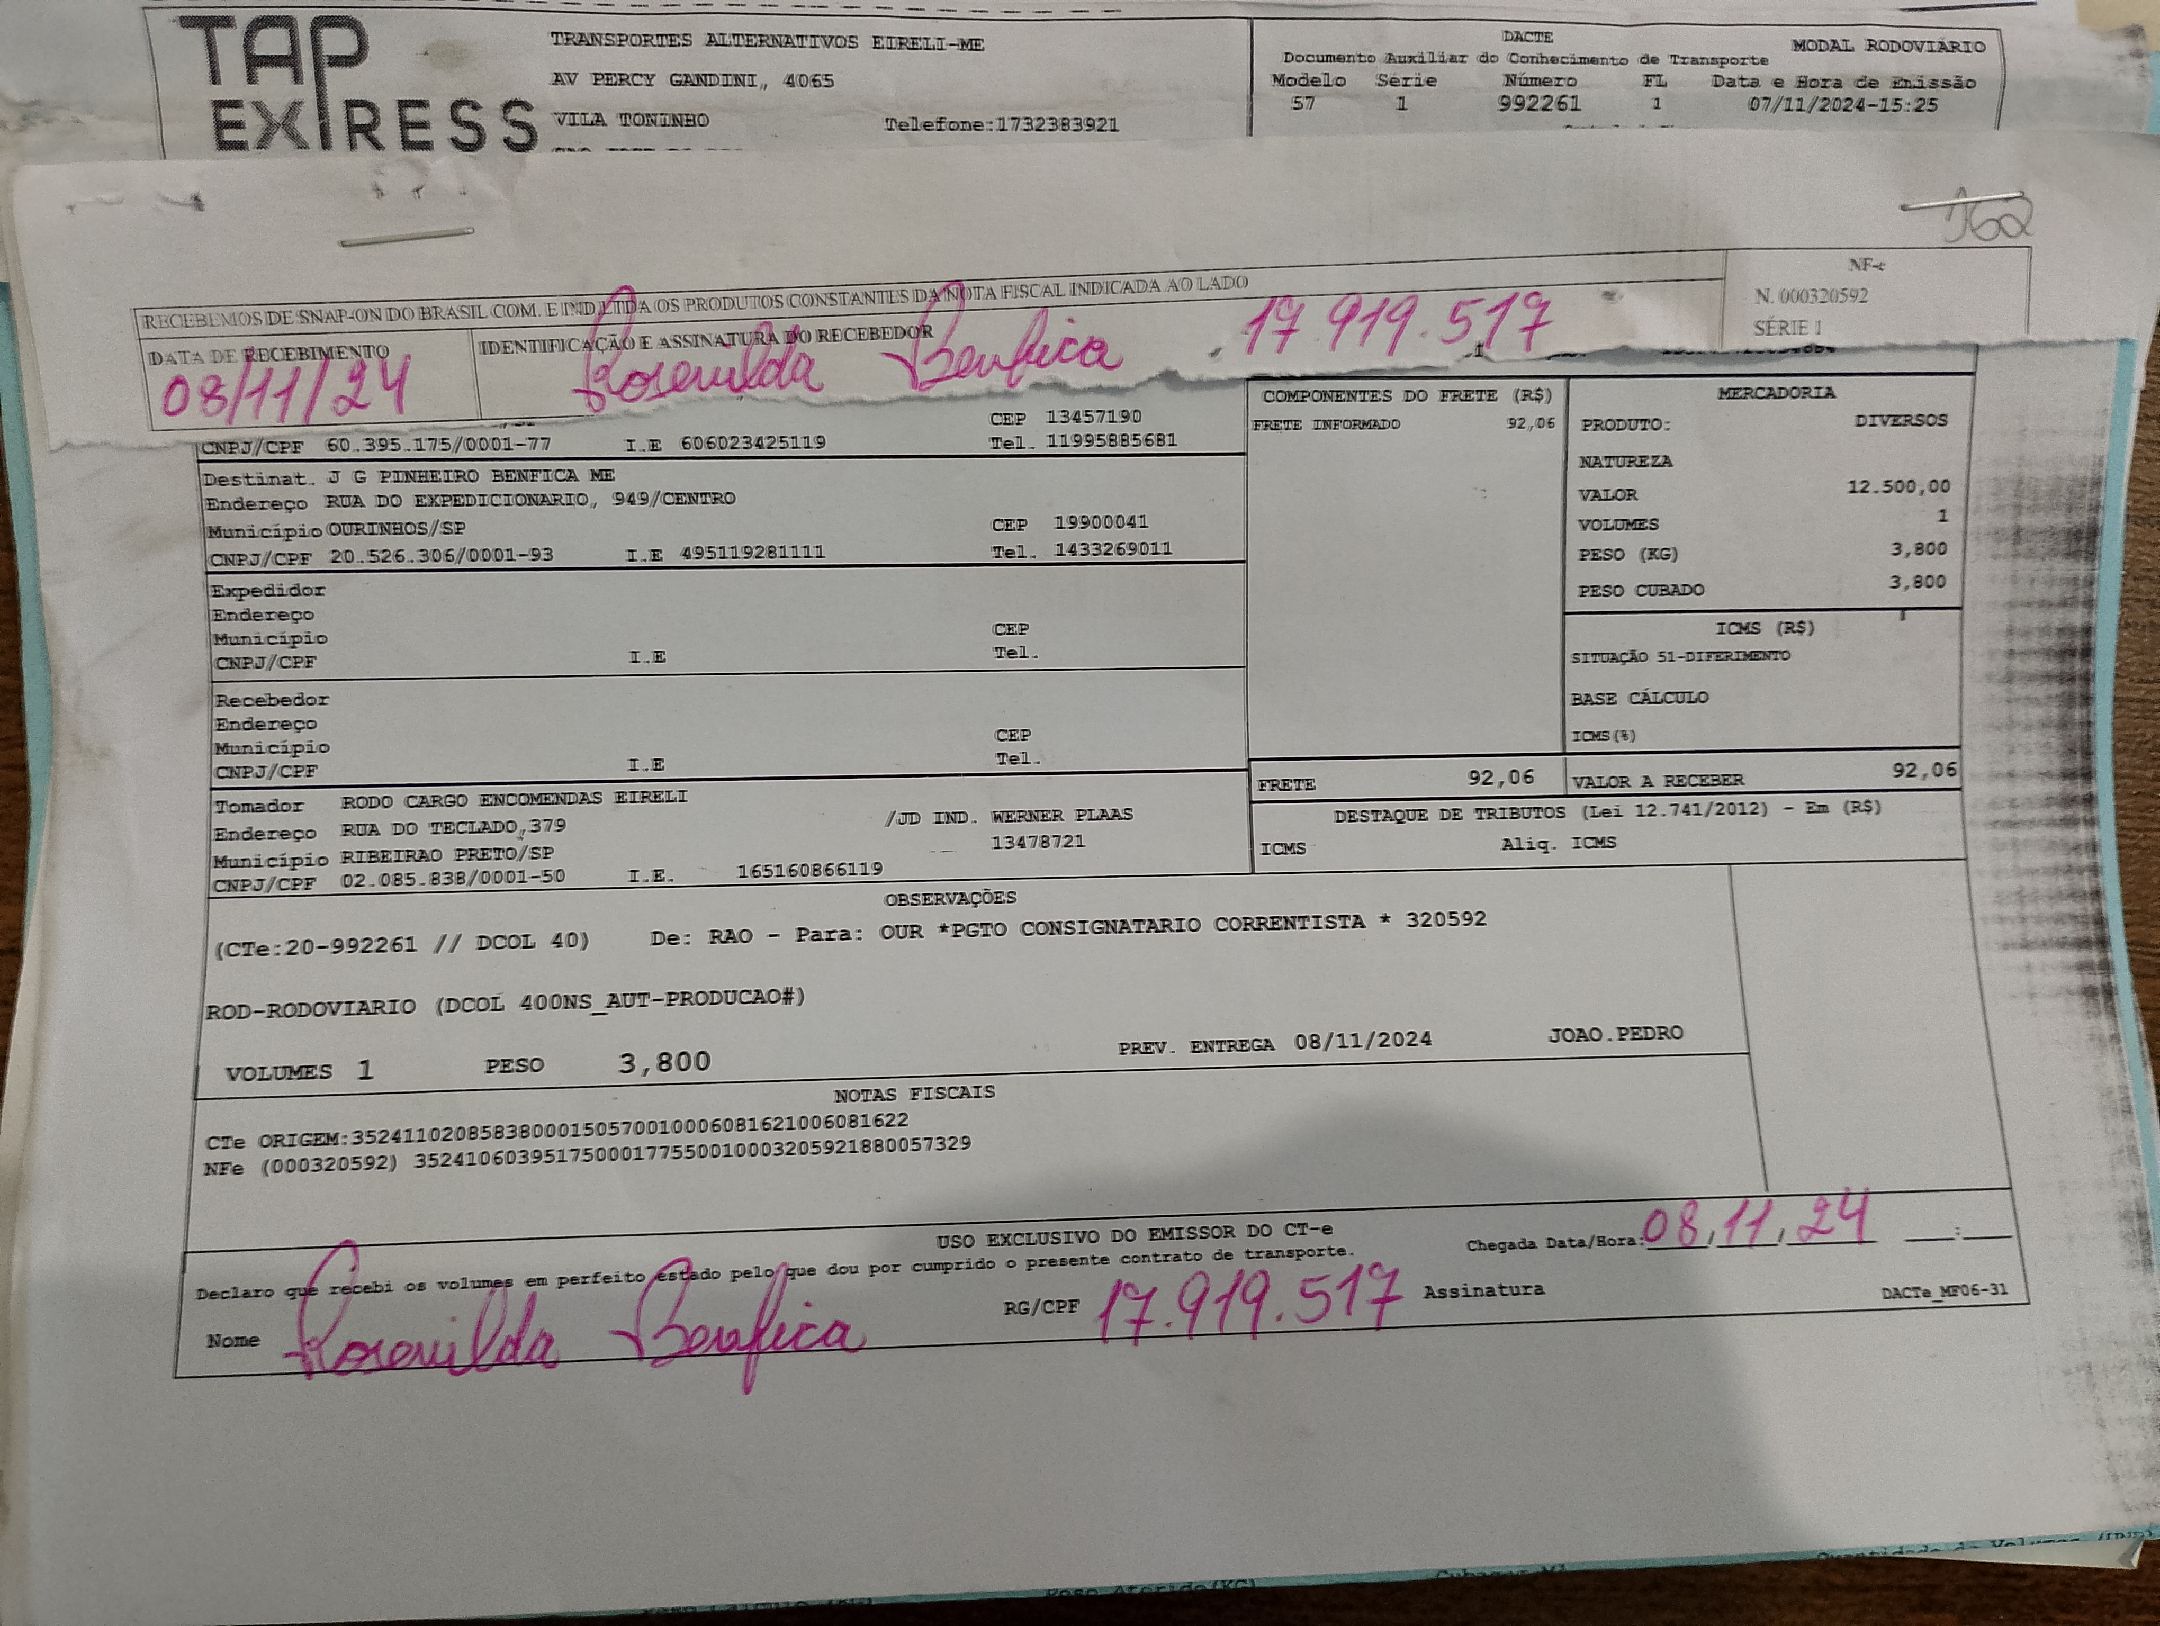 TAP EXPRESS
TRANSPORTES ALTERNATIVOS EIRELI-ME
AV PERCY GANDINI, 4065
VILA TONINHO Telefone:1732383921
DACTE
Documento Auxiliar do Conhecimento de Transporte MODAL RODOVIÁRIO
Modelo Série Número FL Data e Hora de Emissão
57 1 992261 1 07/11/2024-15:25
162
RECEBEMOS DE SNAP-ON DO BRASIL COM. E IND LTDA OS PRODUTOS CONSTANTES DA NOTA FISCAL INDICADA AO LADO
NF-e
N. 000320592
SÉRIE 1
DATA DE RECEBIMENTO IDENTIFICAÇÃO E ASSINATURA DO RECEBEDOR
08/11/24 Rosenilda Benfica 17.919.517
CEP 13457190
CNPJ/CPF 60.395.175/0001-77 I.E 606023425119 Tel. 11995885681
Destinat. J G PINHEIRO BENFICA ME
Endereço RUA DO EXPEDICIONARIO, 949/CENTRO
Município OURINHOS/SP CEP 19900041
CNPJ/CPF 20.526.306/0001-93 I.E 495119281111 Tel. 1433269011
Expedidor
Endereço
Município CEP
CNPJ/CPF I.E Tel.
Recebedor
Endereço
Município CEP
CNPJ/CPF I.E Tel.
Tomador RODO CARGO ENCOMENDAS EIRELI
Endereço RUA DO TECLADO,379 /JD IND. WERNER PLAAS
Município RIBEIRAO PRETO/SP 13478721
CNPJ/CPF 02.085.838/0001-50 I.E. 165160866119
COMPONENTES DO FRETE (R$)
FRETE INFORMADO 92,06
MERCADORIA
PRODUTO: DIVERSOS
NATUREZA
VALOR 12.500,00
VOLUMES 1
PESO (KG) 3,800
PESO CUBADO 3,800
ICMS (R$)
SITUAÇÃO 51-DIFERIMENTO
BASE CÁLCULO
ICMS(%)
FRETE 92,06 VALOR A RECEBER 92,06
DESTAQUE DE TRIBUTOS (Lei 12.741/2012) - Em (R$)
ICMS Aliq. ICMS
OBSERVAÇÕES
(CTe:20-992261 // DCOL 40) De: RAO - Para: OUR *PGTO CONSIGNATARIO CORRENTISTA * 320592
ROD-RODOVIARIO (DCOL 400NS_AUT-PRODUCAO#)
VOLUMES 1 PESO 3,800 PREV. ENTREGA 08/11/2024 JOAO.PEDRO
NOTAS FISCAIS
CTe ORIGEM:35241102085838000150570010006081621006081622
NFe (000320592) 35241060395175000177550010003205921880057329
USO EXCLUSIVO DO EMISSOR DO CT-e
Declaro que recebi os volumes em perfeito estado pelo que dou por cumprido o presente contrato de transporte. Chegada Data/Hora: 08,11,24 :
Nome Rosenilda Benfica RG/CPF 17.919.517 Assinatura DACTe_MF06-31